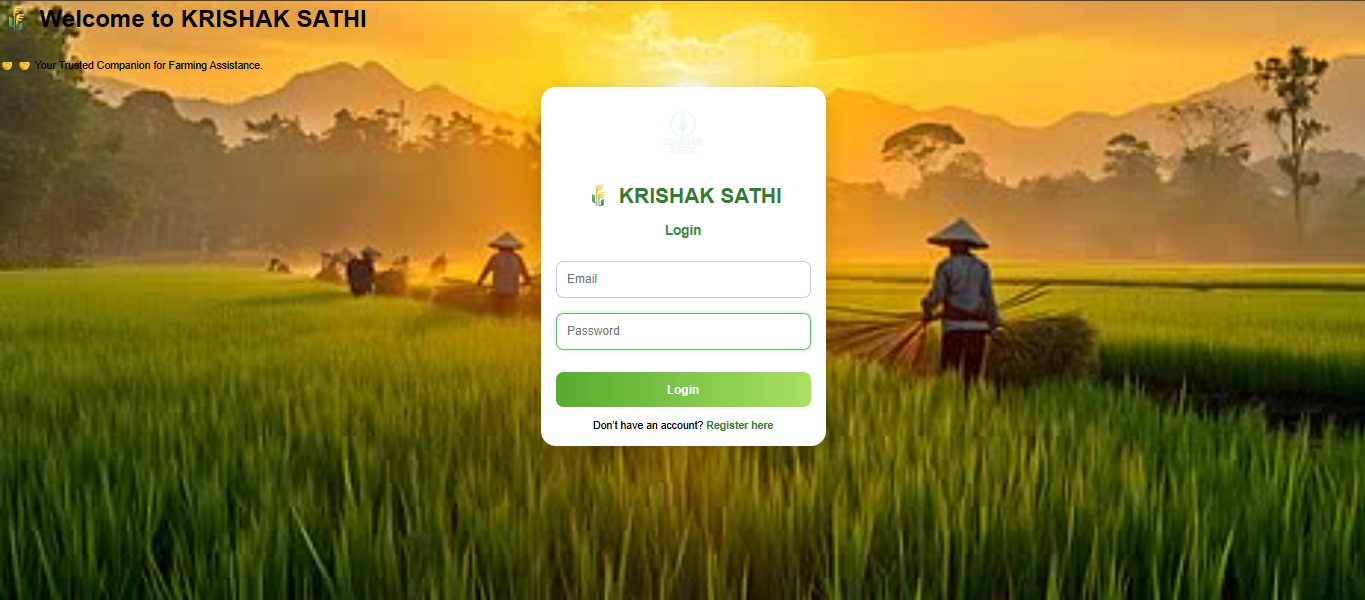 Welcome to KRISHAK SATHI
Your Trusted Companion for Farming Assistance.
KRISHAK
SATHI
KRISHAK SATHI
Login
Email
Password
Login
Don't have an account? Register here